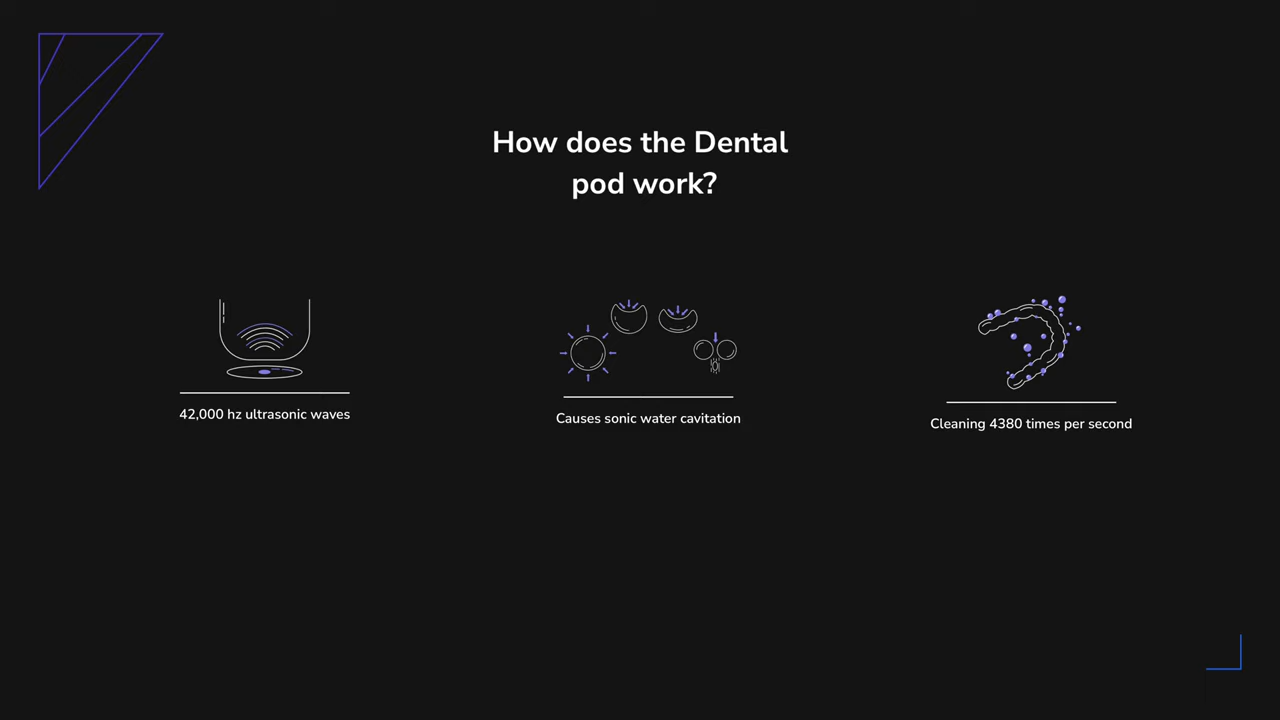 How does the Dental
pod work?
42,000 hz ultrasonic waves
Causes sonic water cavitation
Cleaning 4380 times per second